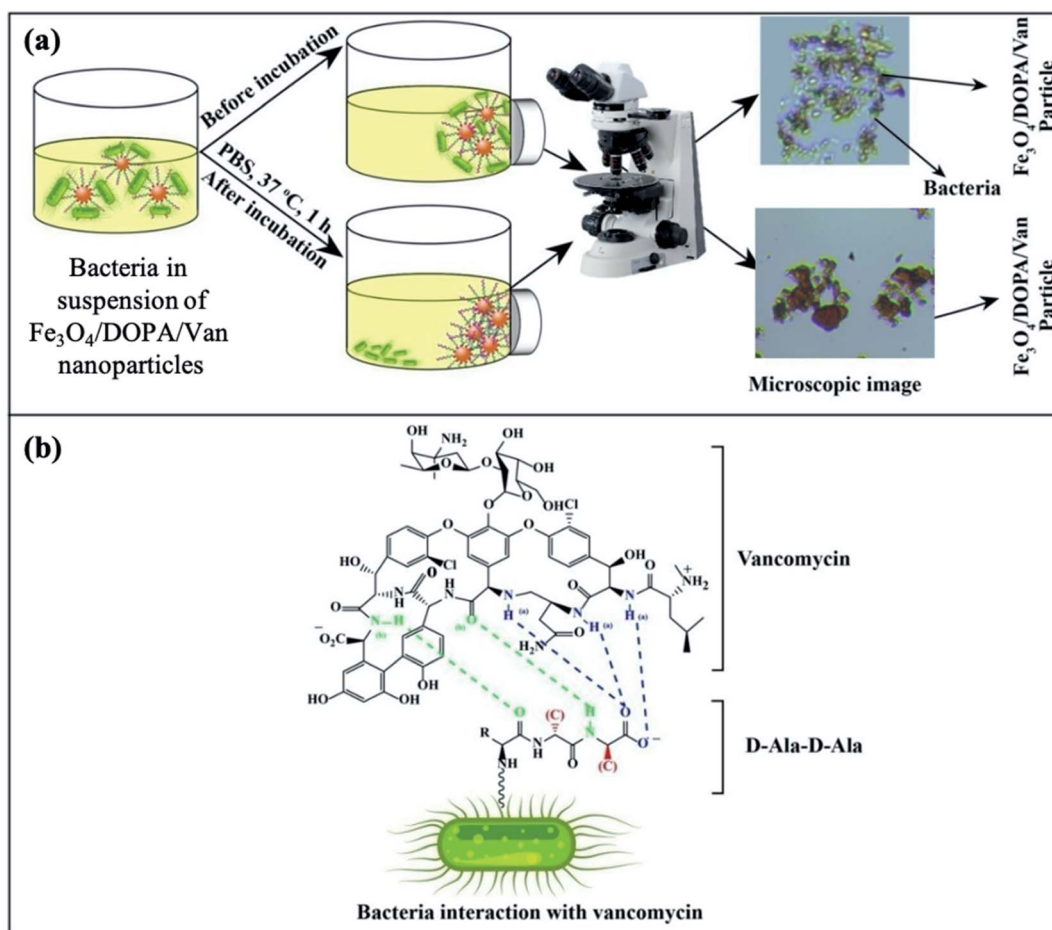 (a)
Before incubation
PBS, 37 °C, 1 h
After incubation
Bacteria in
suspension of
Fe₃O₄/DOPA/Van
nanoparticles
Fe₃O₄/DOPA/Van
Particle
Bacteria
Fe₃O₄/DOPA/Van
Particle
Microscopic image
(b)
OH
NH₂
OH
O
O
OH
O
OH
O
Cl
O
O
Cl
HO
OH
O
H
N
O
H
N
O
N
H
(a)
O
N
H
(a)
O
N
H
(a)
+
NH₂
O
N–H
(b)
O
(b)
⁻O₂C
H₂N
O
HO
OH
OH
Vancomycin
R
O
(C)
H
N
O
⁻
NH
N
H
O
(C)
D-Ala-D-Ala
Bacteria interaction with vancomycin